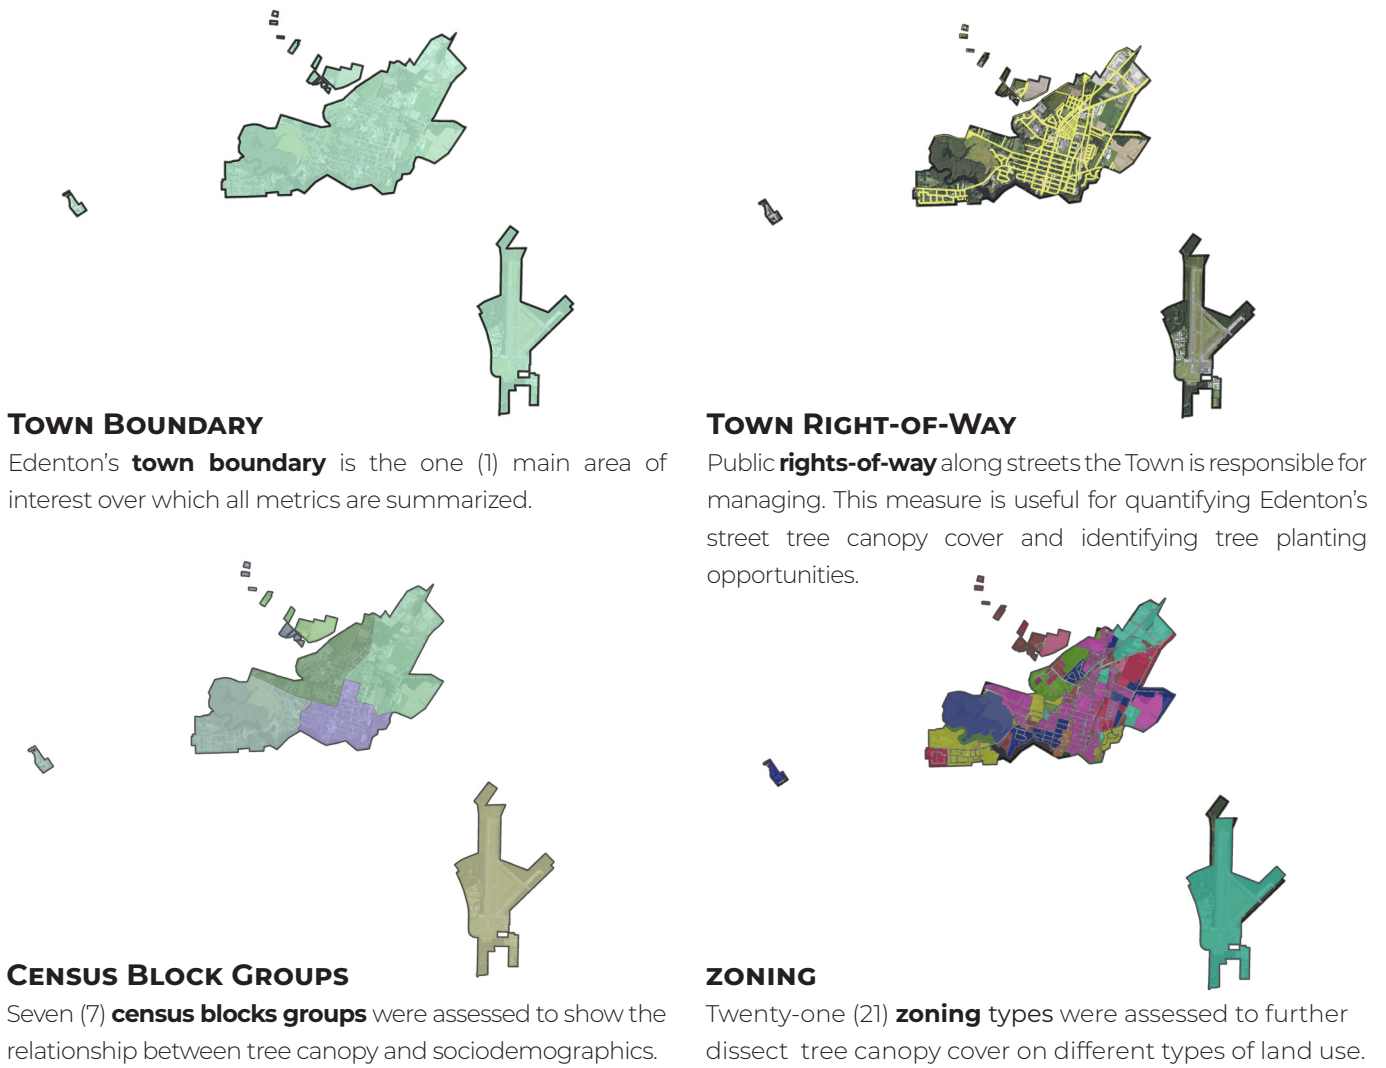 TOWN BOUNDARY
Edenton's town boundary is the one (1) main area of
interest over which all metrics are summarized.
TOWN RIGHT-OF-WAY
Public rights-of-way along streets the Town is responsible for
managing. This measure is useful for quantifying Edenton's
street tree canopy cover and identifying tree planting
opportunities.
CENSUS BLOCK GROUPS
Seven (7) census blocks groups were assessed to show the
relationship between tree canopy and sociodemographics.
ZONING
Twenty-one (21) zoning types were assessed to further
dissect tree canopy cover on different types of land use.